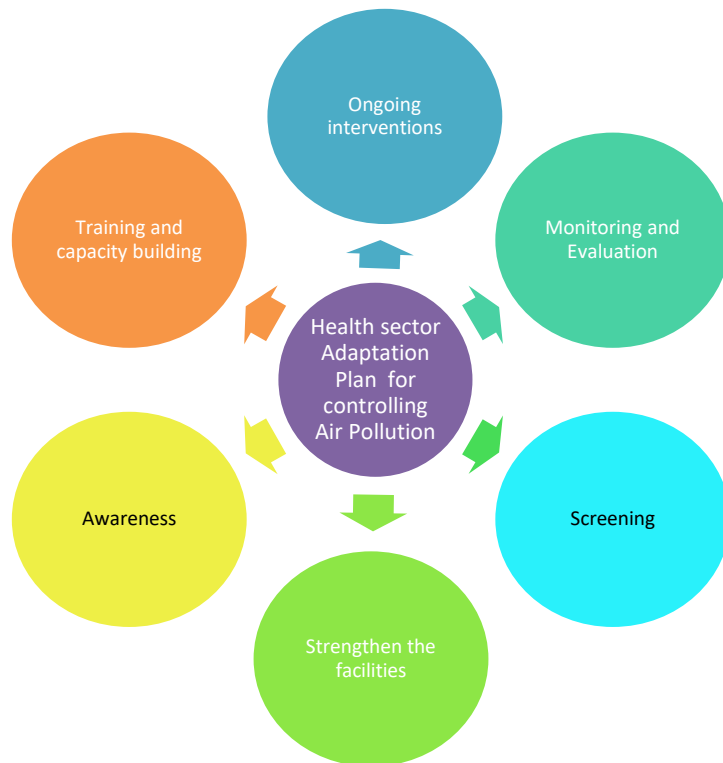 Ongoing
interventions
Training and
capacity building
Monitoring and
Evaluation
Health sector
Adaptation
Plan for
controlling
Air Pollution
Awareness
Screening
Strengthen the
facilities